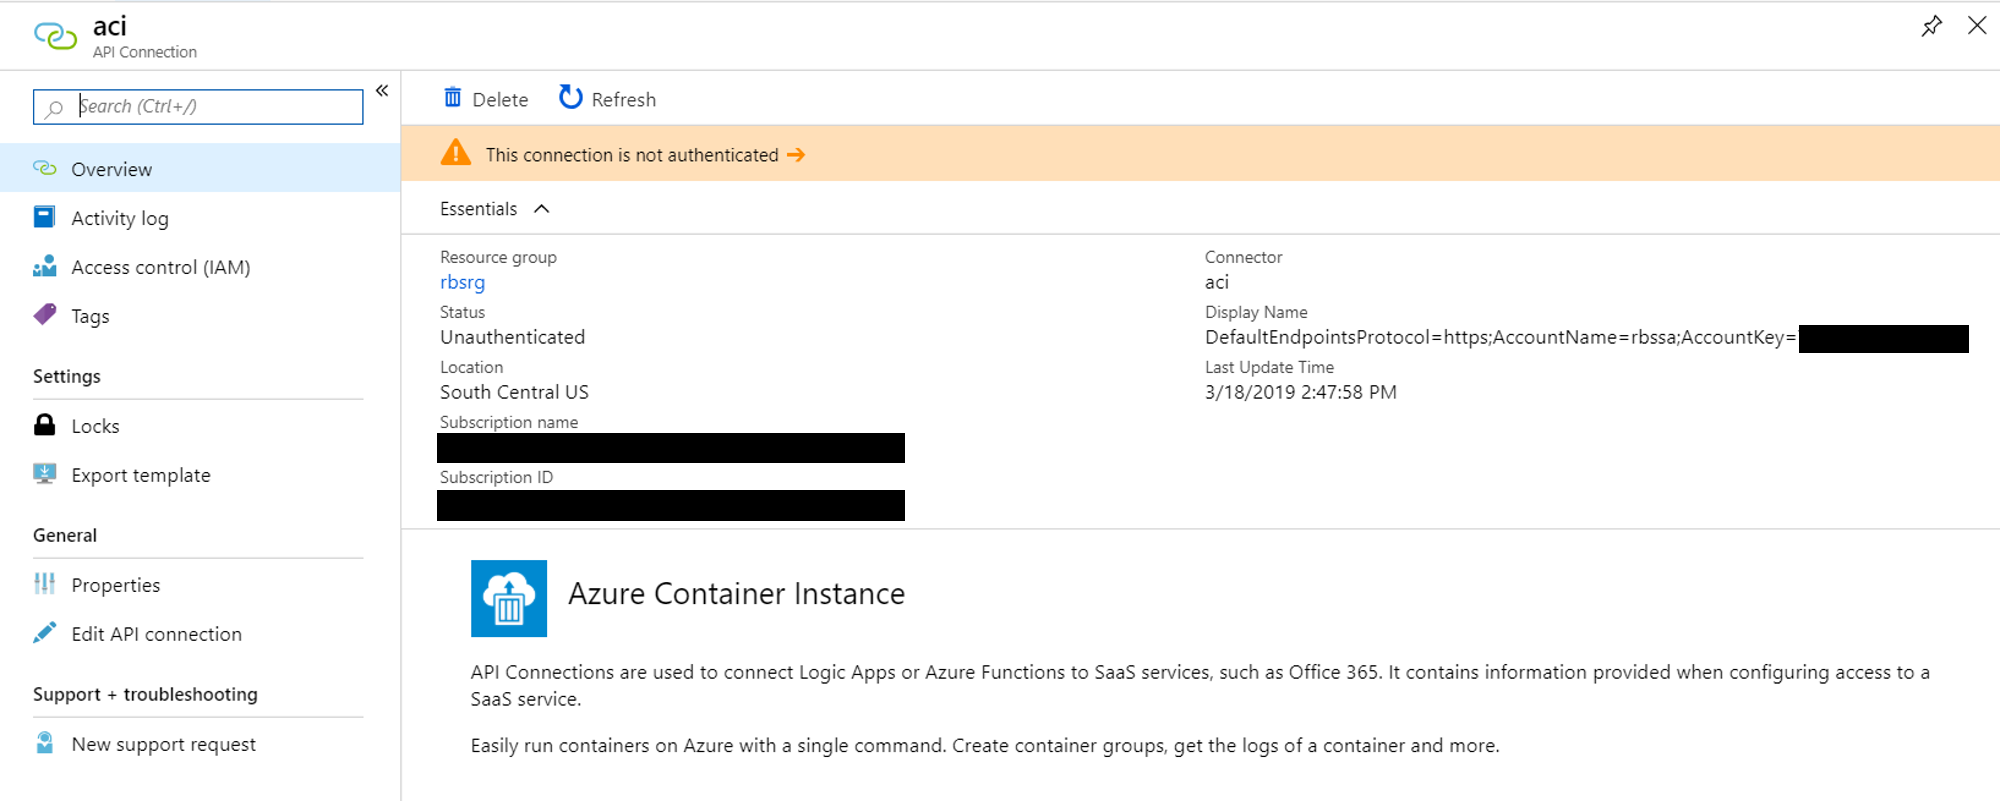 aci
API Connection
Search (Ctrl+/)
«
Overview
Activity log
Access control (IAM)
Tags
Settings
Locks
Export template
General
Properties
Edit API connection
Support + troubleshooting
New support request
Delete
Refresh
This connection is not authenticated
Essentials
Resource group
rbsrg
Status
Unauthenticated
Location
South Central US
Subscription name
Subscription ID
Connector
aci
Display Name
DefaultEndpointsProtocol=https;AccountName=rbssa;AccountKey=
Last Update Time
3/18/2019 2:47:58 PM
Azure Container Instance
API Connections are used to connect Logic Apps or Azure Functions to SaaS services, such as Office 365. It contains information provided when configuring access to a
SaaS service.
Easily run containers on Azure with a single command. Create container groups, get the logs of a container and more.